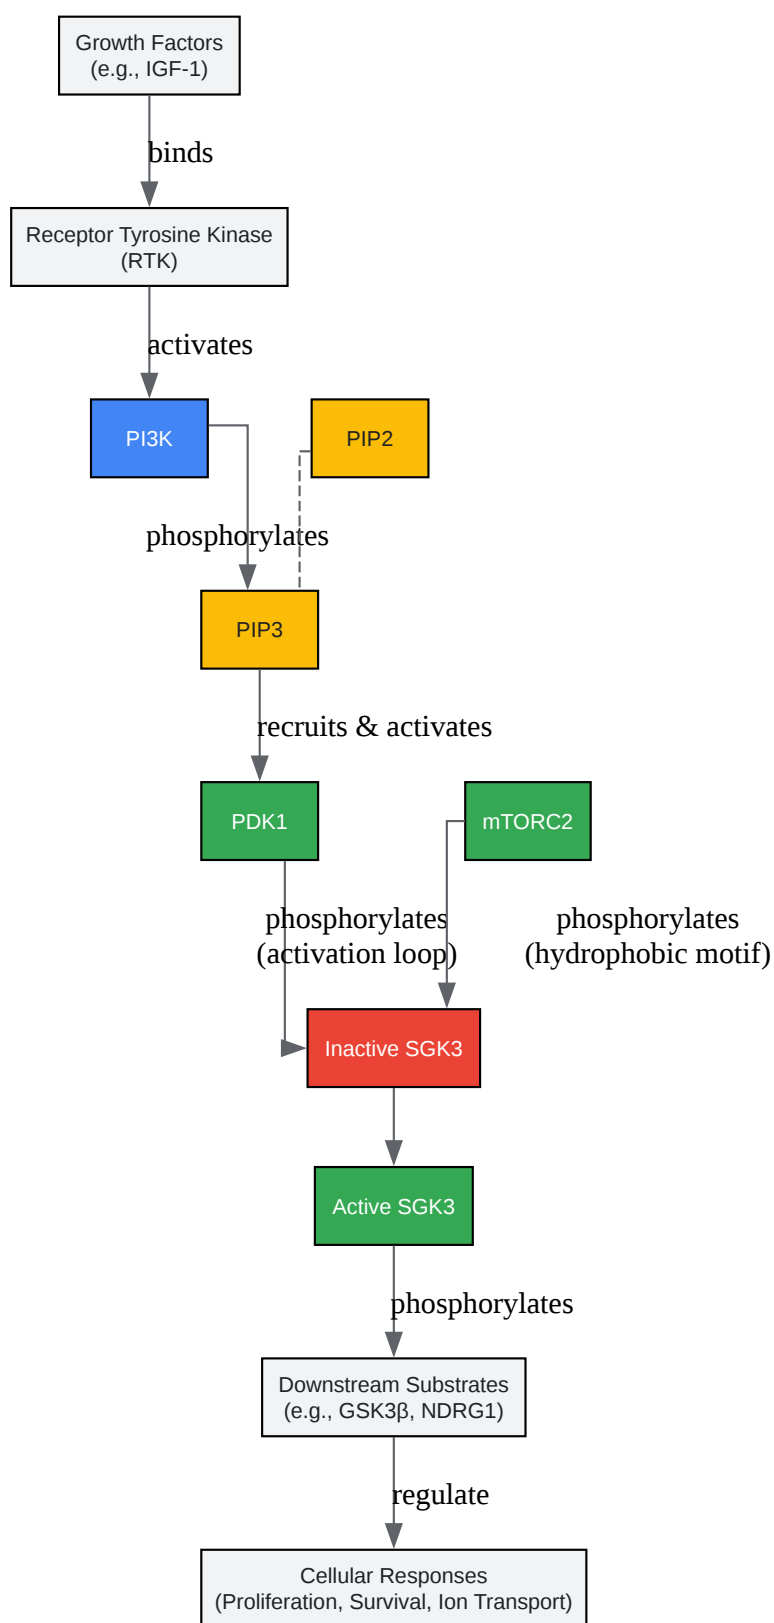 Growth Factors
(e.g., IGF-1)
binds
Receptor Tyrosine Kinase
(RTK)
activates
PI3K
PIP2
phosphorylates
PIP3
recruits & activates
PDK1
mTORC2
phosphorylates
(activation loop)
phosphorylates
(hydrophobic motif)
Inactive SGK3
Active SGK3
phosphorylates
Downstream Substrates
(e.g., GSK3β, NDRG1)
regulate
Cellular Responses
(Proliferation, Survival, Ion Transport)